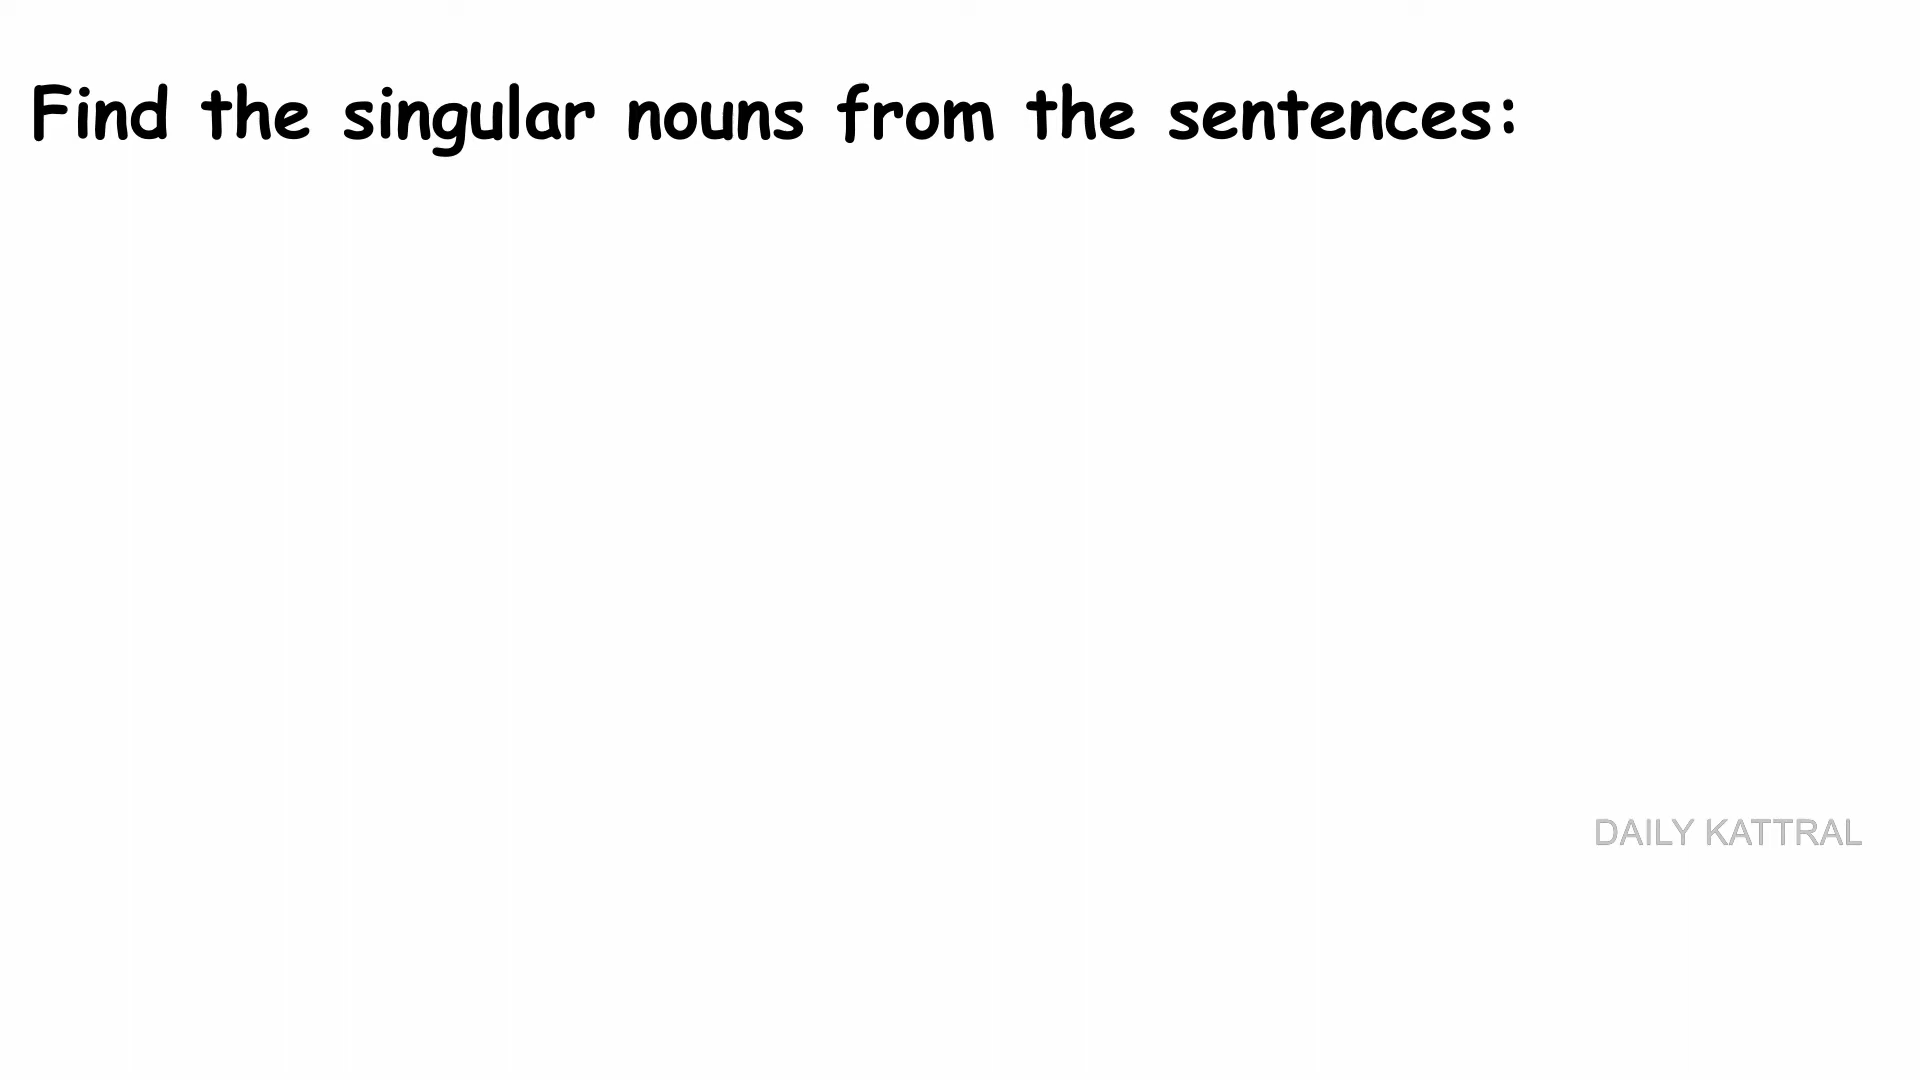 Find the singular nouns from the sentences:
DAILY KATTRAL